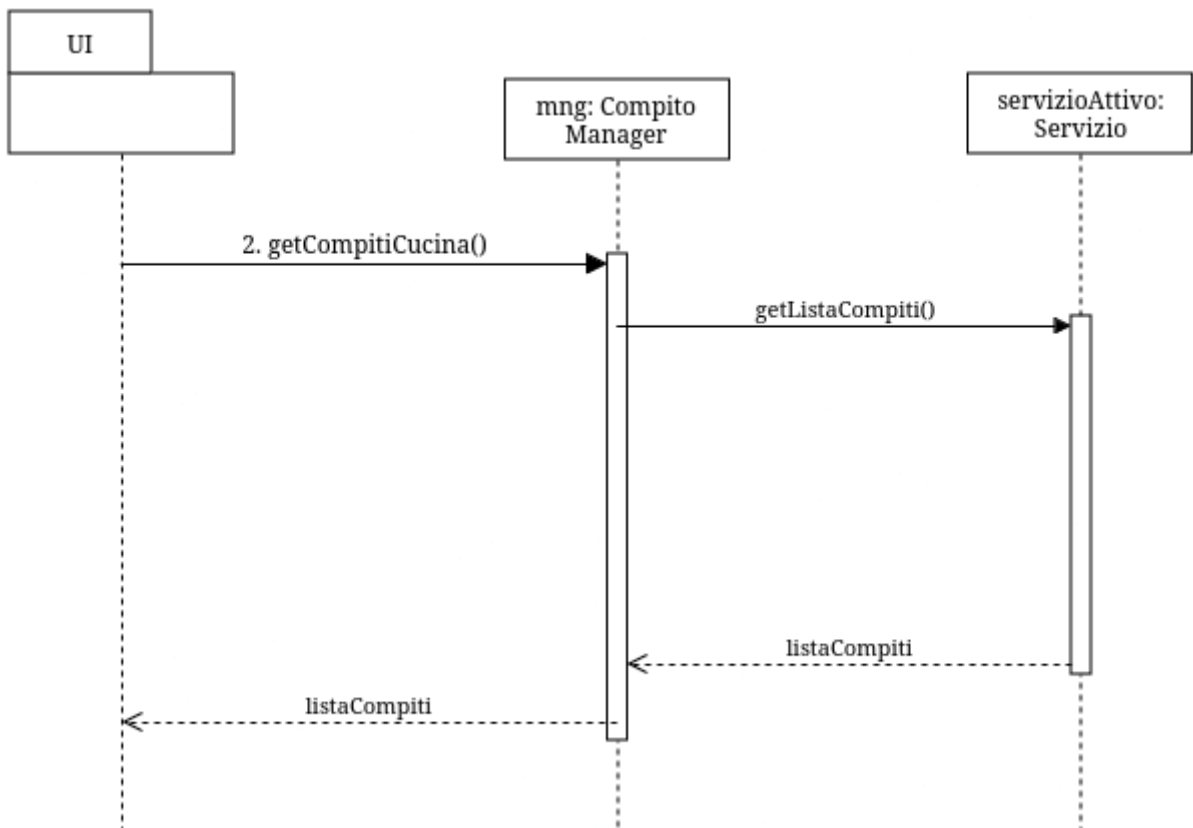 UI
mng: Compito
Manager
servizioAttivo:
Servizio
2. getCompitiCucina()
getListaCompiti()
listaCompiti
listaCompiti